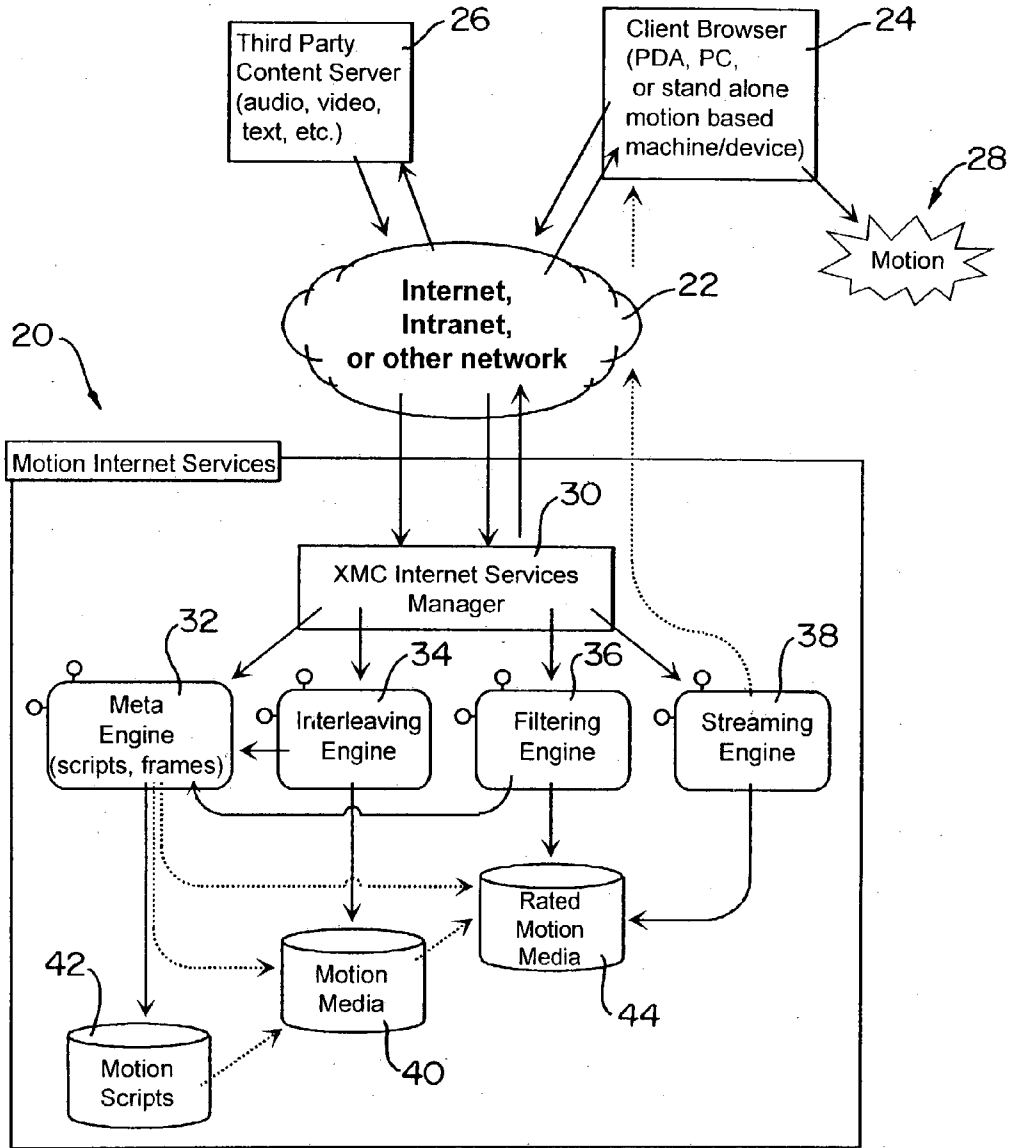 26
Third Party
Content Server
(audio, video,
text, etc.)
24
Client Browser
(PDA, PC,
or stand alone
motion based
machine/device)
28
Motion
22
Internet,
Intranet,
or other network
20
Motion Internet Services
30
XMC Internet Services
Manager
32
Meta
Engine
(scripts, frames)
34
Interleaving
Engine
36
Filtering
Engine
38
Streaming
Engine
Rated
Motion
Media
44
Motion
Media
40
42
Motion
Scripts